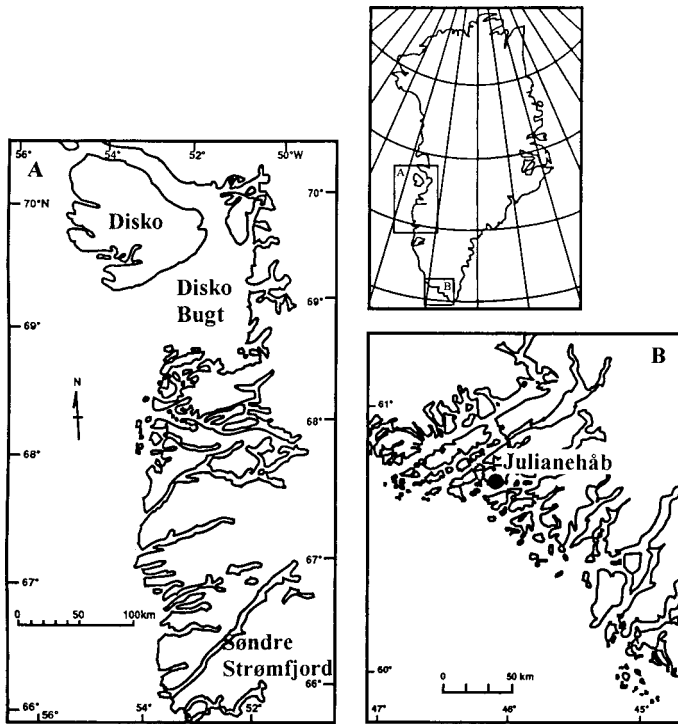 A
B
A
56° 54° 52° 50°W
70°N
70°
Disko
Disko
Bugt
69°
69°
N
68°
68°
67°
67°
0 50 100km
Søndre
Strømfjord
66°
66°
56° 54° 52°
B
61°
Julianehåb
60°
0 50 km
47° 46° 45°